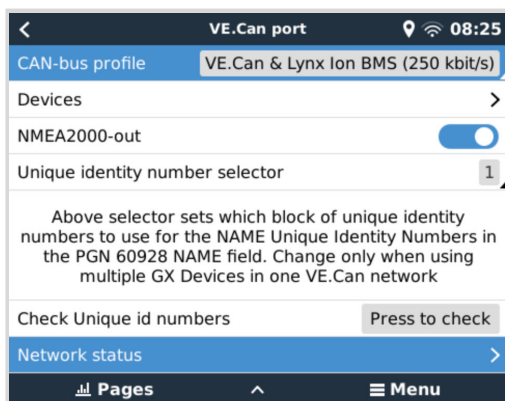 VE.Can port 08:25
CAN-bus profile VE.Can & Lynx Ion BMS (250 kbit/s)
Devices
NMEA2000-out
Unique identity number selector 1
Above selector sets which block of unique identity
numbers to use for the NAME Unique Identity Numbers in
the PGN 60928 NAME field. Change only when using
multiple GX Devices in one VE.Can network
Check Unique id numbers Press to check
Network status
Pages Menu